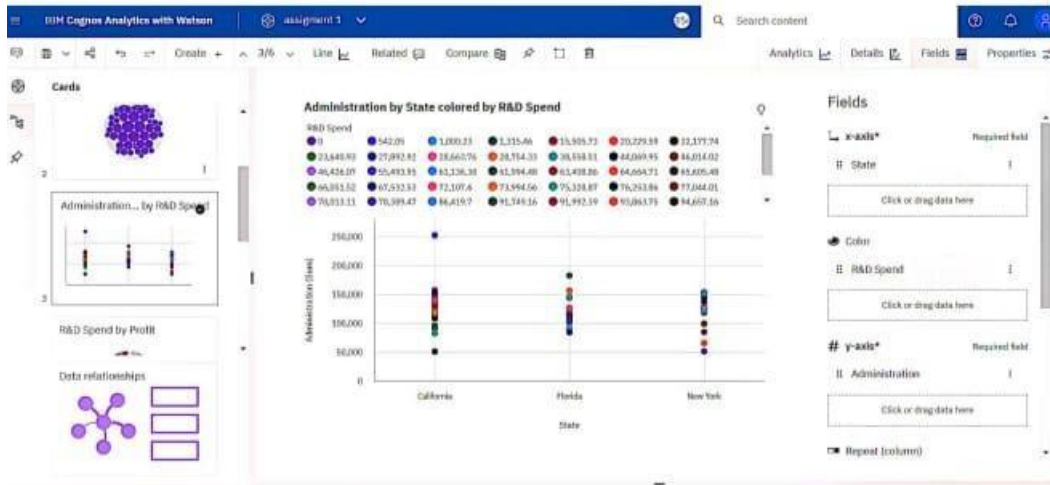 IBM Cognos Analytics with Watson
assigment 1
Search content
Create +
3/6
Line
Related
Compare
Analytics
Details
Fields
Properties
Cards
2
Administration... by R&D Spend
3
R&D Spend by Profit
Data relationships
Administration by State colored by R&D Spend
R&D Spend
0 542.05 1,000.23 1,315.46 15,505.73 20,229.59 22,177.74
23,640.93 27,892.92 28,663.76 28,754.33 38,558.51 44,069.95 46,014.02
46,426.07 55,493.95 61,136.38 61,994.48 63,408.86 64,664.71 65,605.48
66,051.52 67,532.53 72,107.6 73,994.56 75,328.87 76,253.86 77,044.01
78,013.11 78,389.47 86,419.7 91,749.16 91,992.39 93,863.75 94,657.16
Administration (Sum)
250,000
200,000
150,000
100,000
50,000
0
California
Florida
New York
State
Fields
x-axis* Required field
State
Click or drag data here
Color
R&D Spend
Click or drag data here
# y-axis* Required field
Administration
Click or drag data here
Repeat (column)